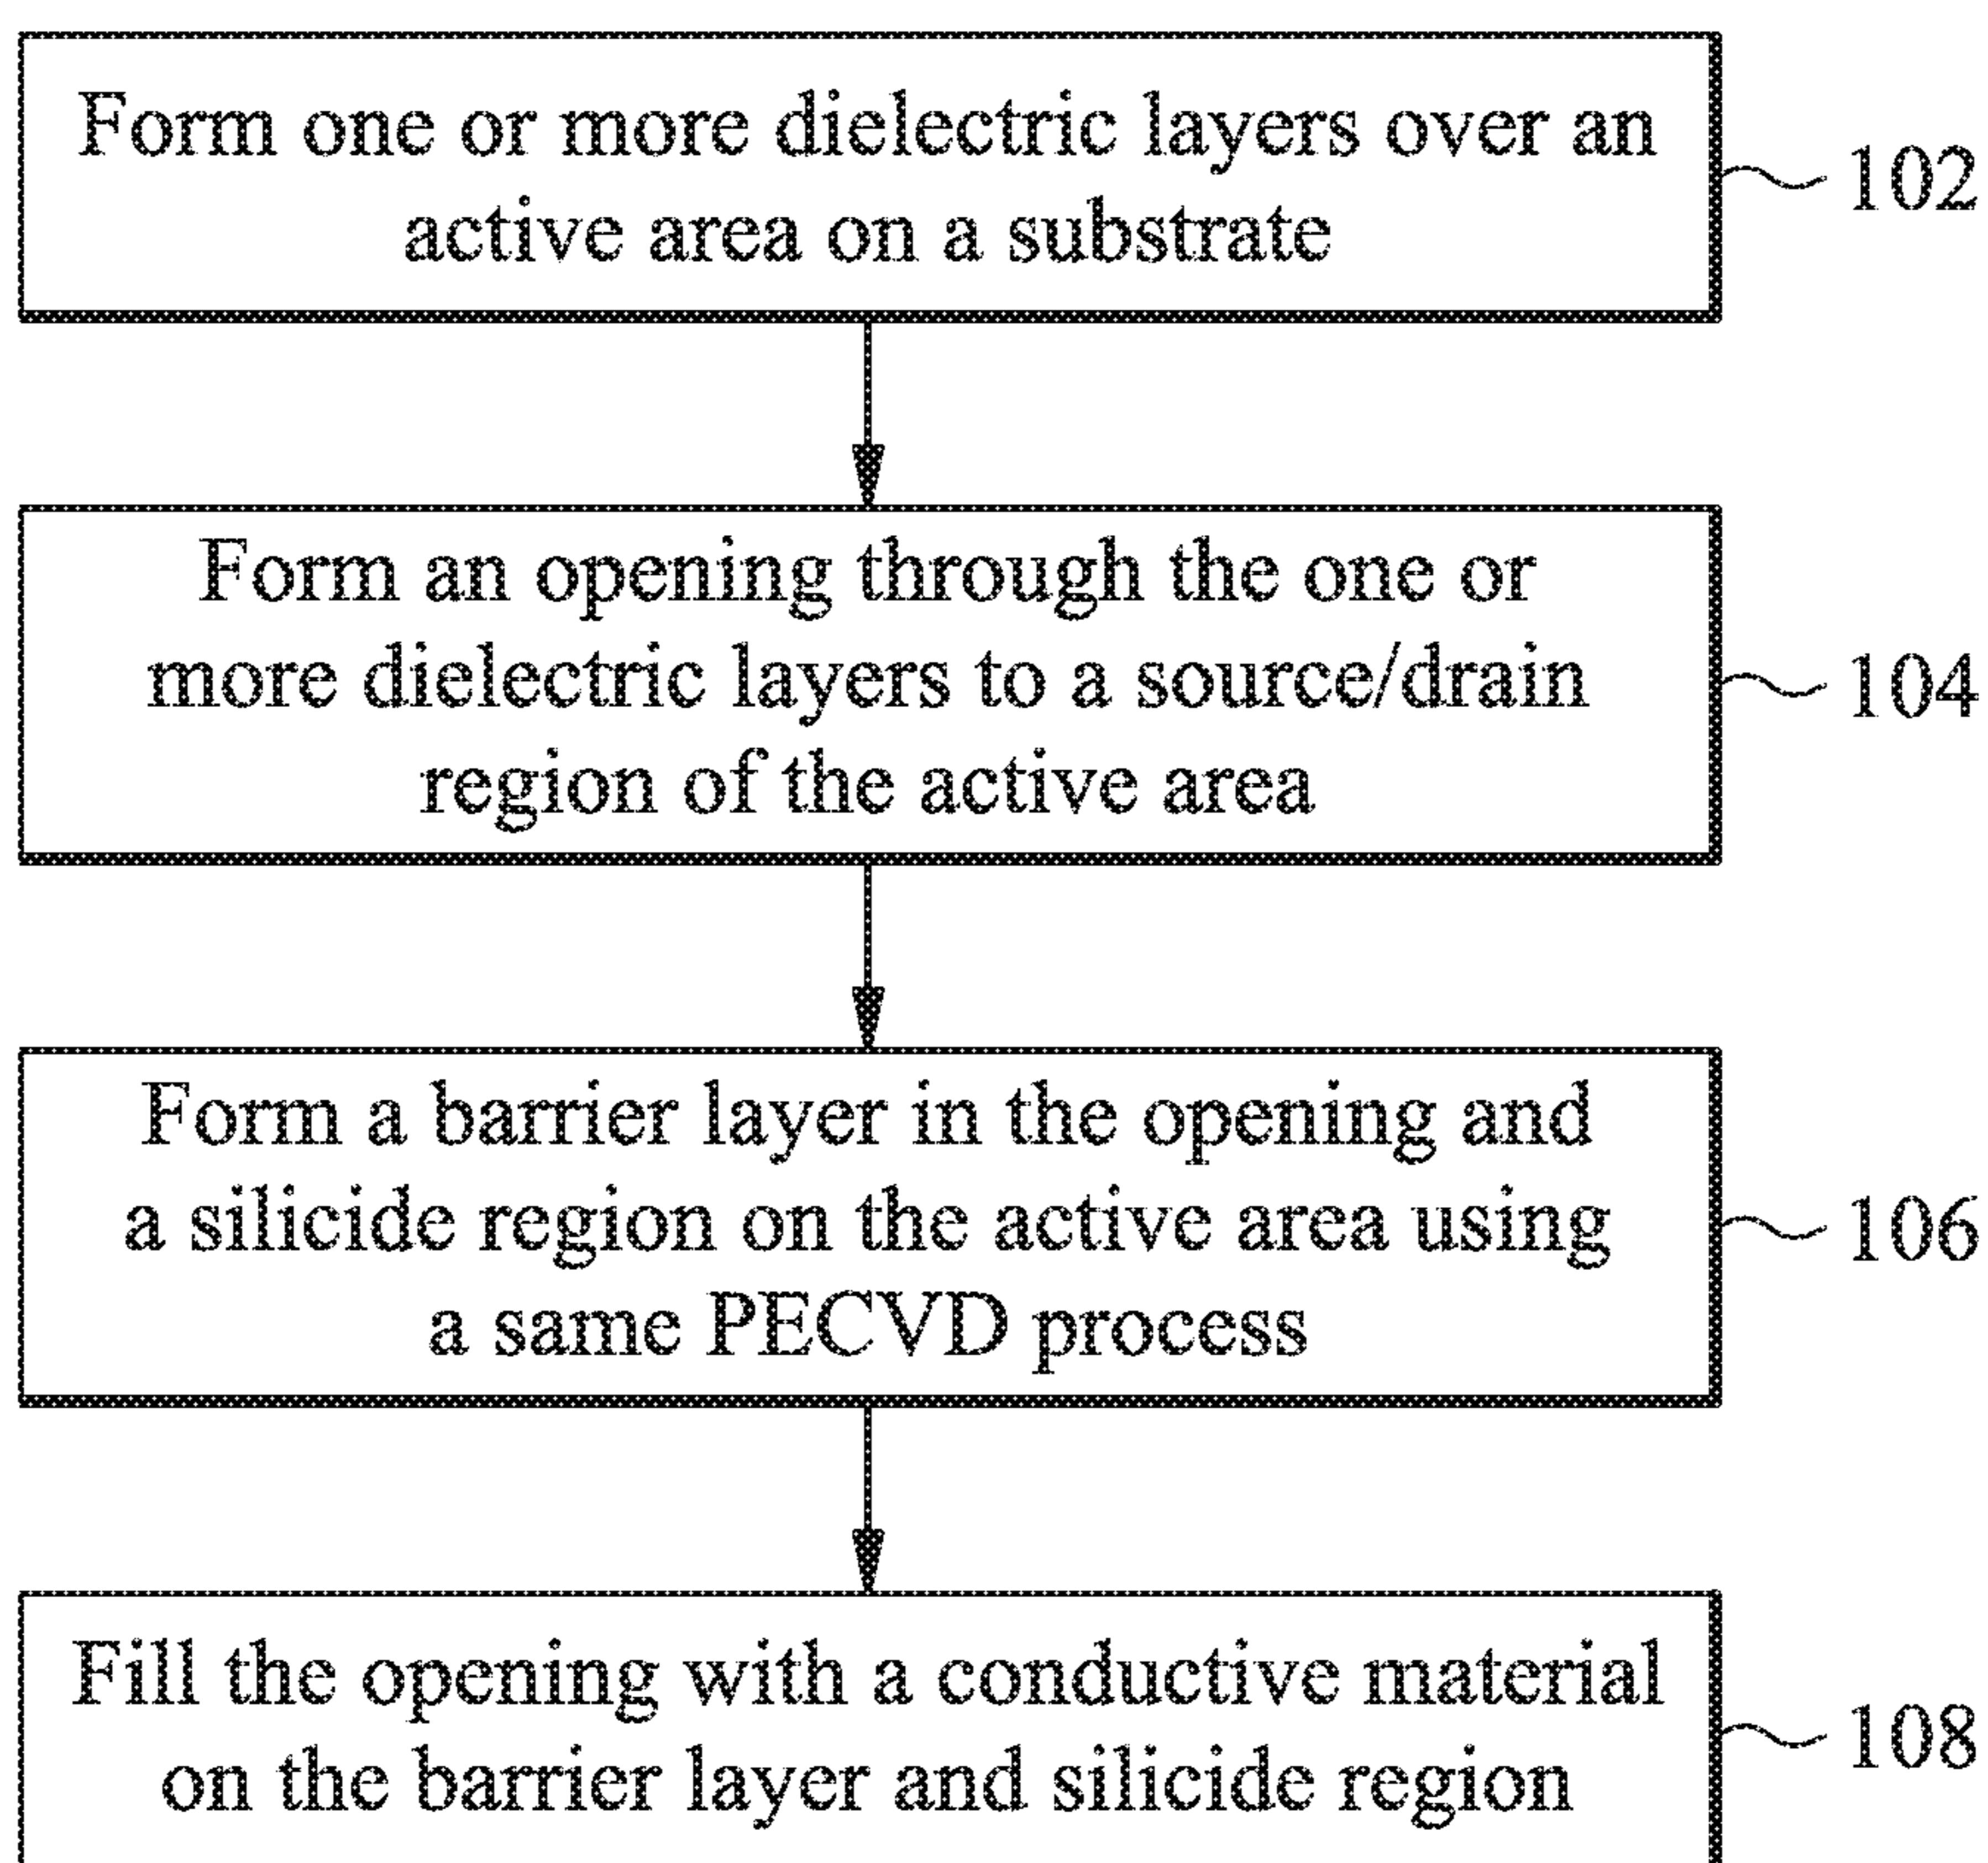 Form one or more dielectric layers over an
active area on a substrate
102
Form an opening through the one or
more dielectric layers to a source/drain
region of the active area
104
Form a barrier layer in the opening and
a silicide region on the active area using
a same PECVD process
106
Fill the opening with a conductive material
on the barrier layer and silicide region
108